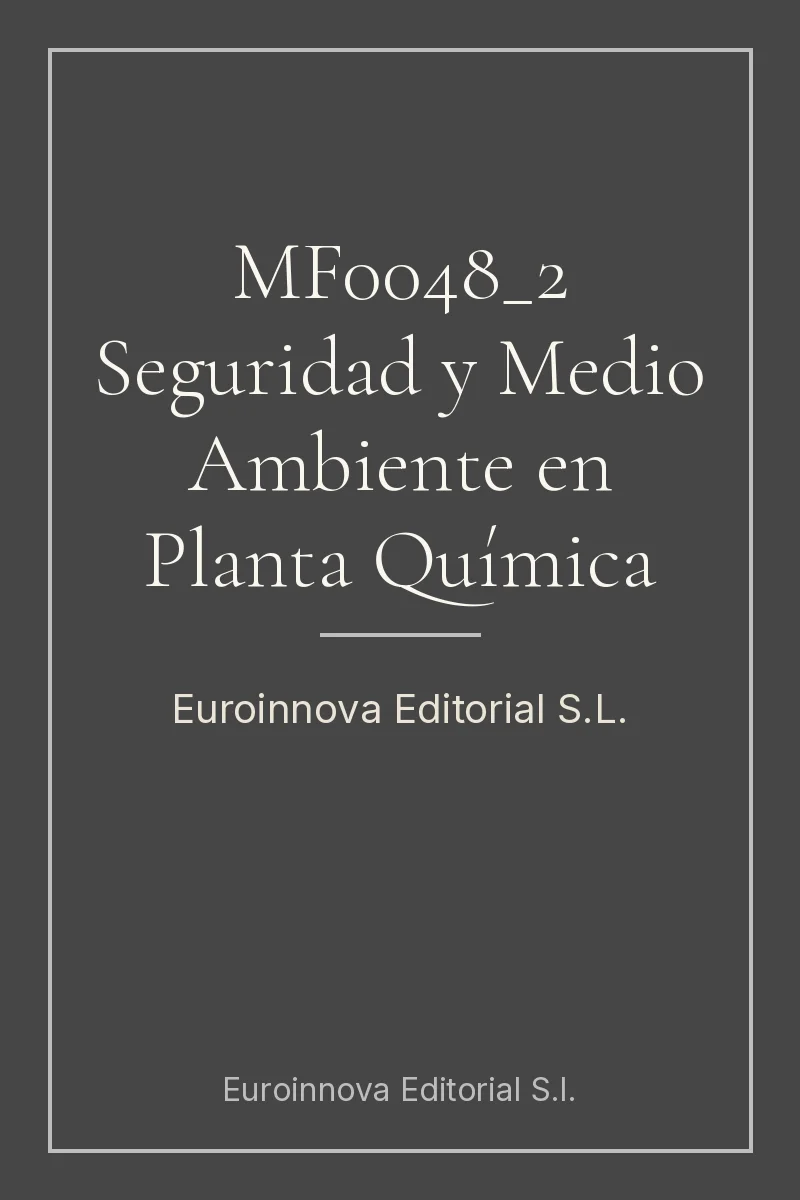 MF0048_2
Seguridad y Medio
Ambiente en
Planta Química
Euroinnova Editorial S.L.
Euroinnova Editorial S.l.